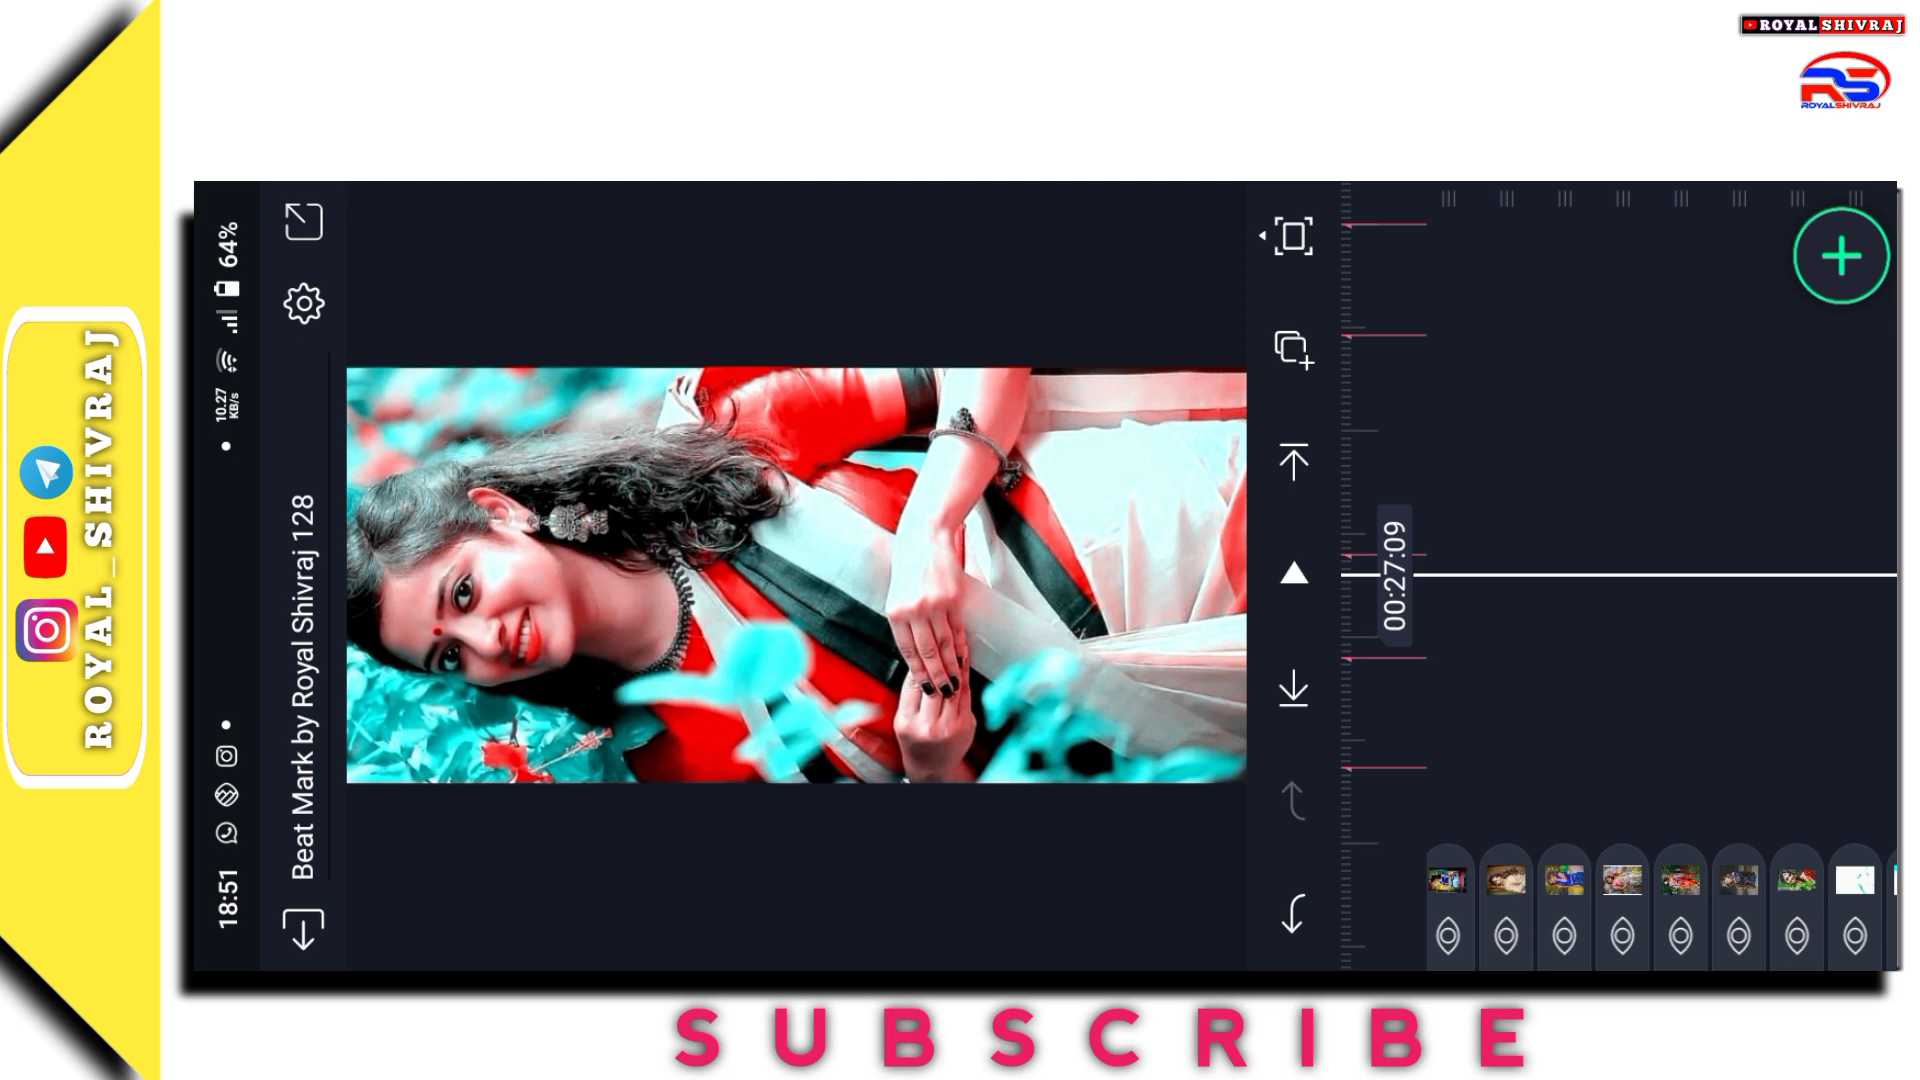 ROYAL SHIVRAJ
RS
ROYALSHIVRAJ
ROYAL_SHIVRAJ
18:51
10.27
KB/s
64%
Beat Mark by Royal Shivraj 128
00:27:09
SUBSCRIBE